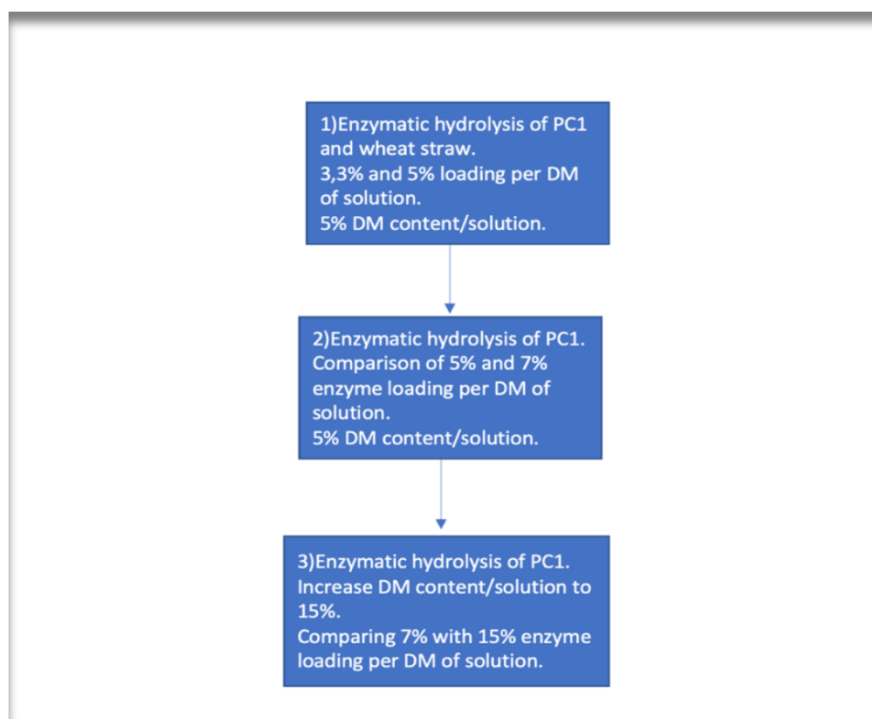 1)Enzymatic hydrolysis of PC1
and wheat straw.
3,3% and 5% loading per DM
of solution.
5% DM content/solution.
2)Enzymatic hydrolysis of PC1.
Comparison of 5% and 7%
enzyme loading per DM of
solution.
5% DM content/solution.
3)Enzymatic hydrolysis of PC1.
Increase DM content/solution to
15%.
Comparing 7% with 15% enzyme
loading per DM of solution.